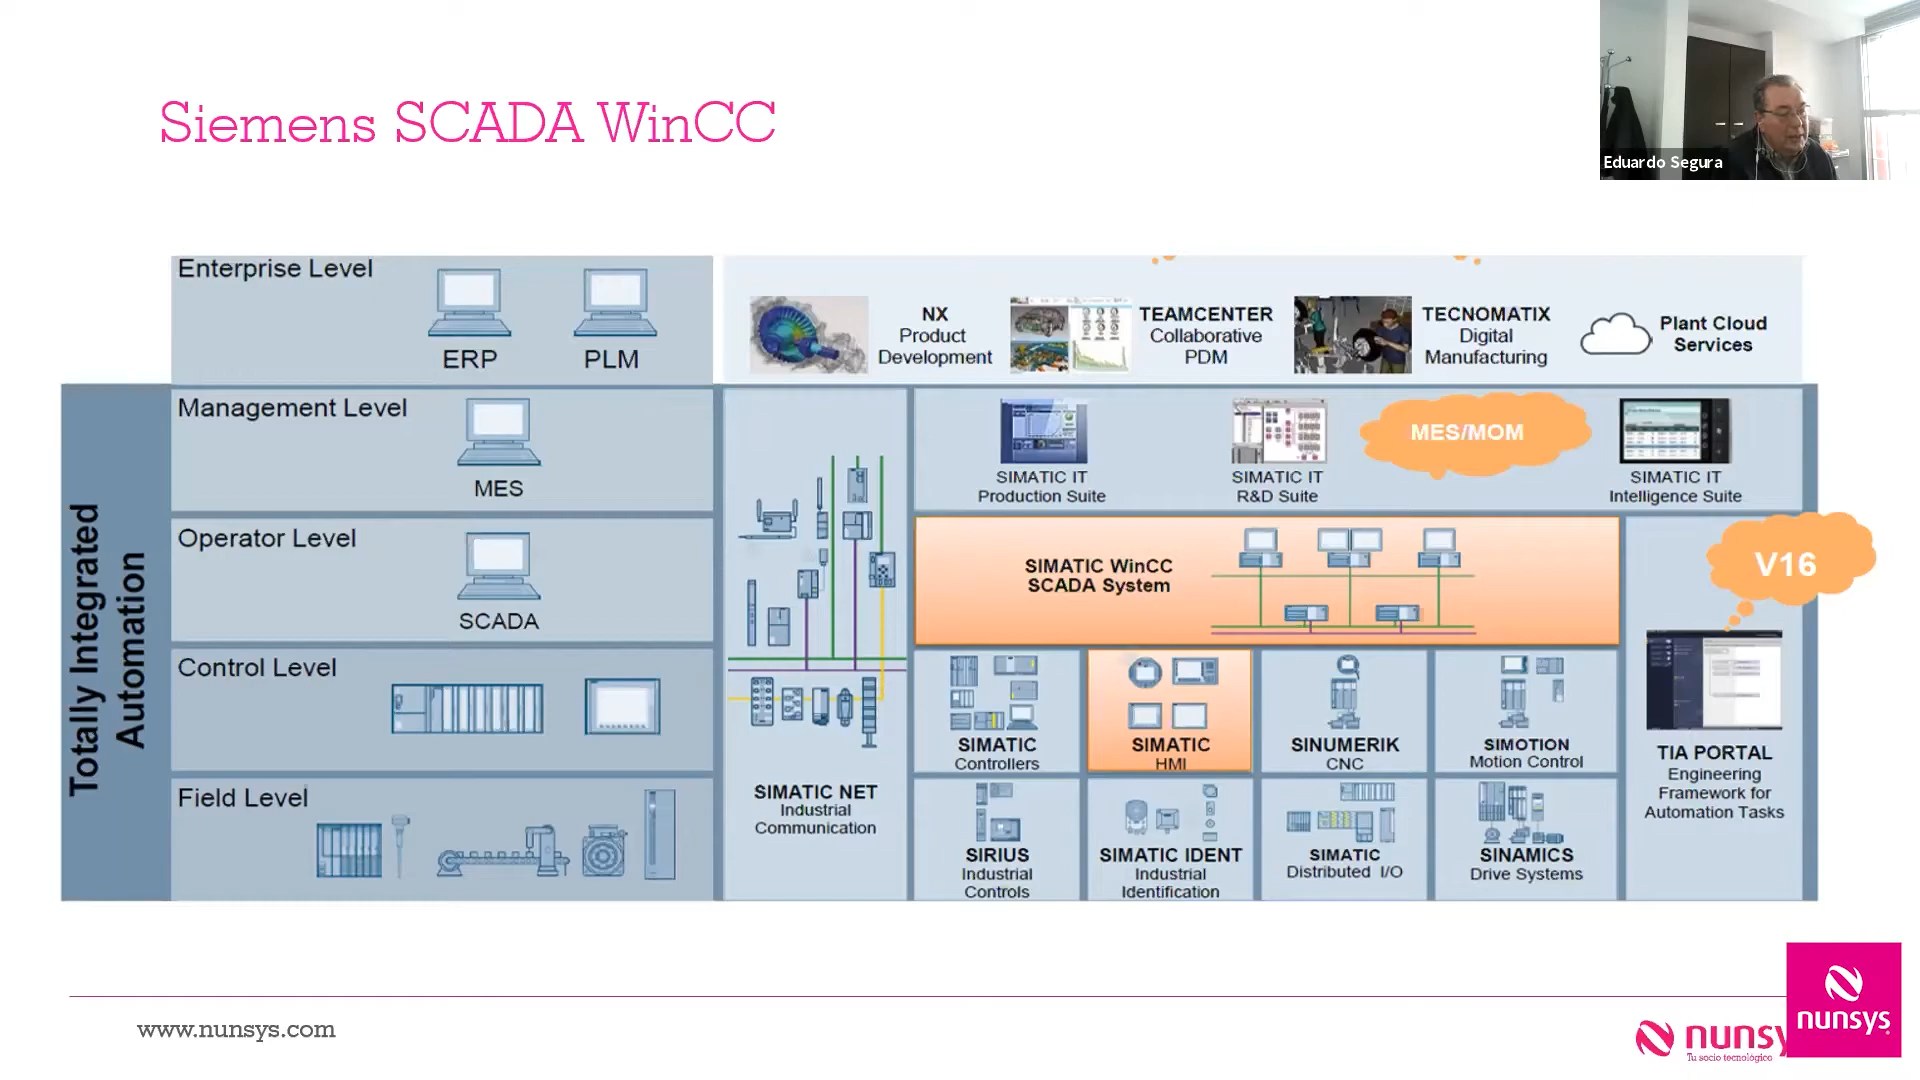 Siemens SCADA WinCC
Eduardo Segura
Totally Integrated
Automation
Enterprise Level
ERP
PLM
NX
Product
Development
TEAMCENTER
Collaborative
PDM
TECNOMATIX
Digital
Manufacturing
Plant Cloud
Services
Management Level
MES
SIMATIC IT
Production Suite
SIMATIC IT
R&D Suite
MES/MOM
SIMATIC IT
Intelligence Suite
Operator Level
SCADA
SIMATIC WinCC
SCADA System
V16
Control Level
SIMATIC
Controllers
SIMATIC
HMI
SINUMERIK
CNC
SIMOTION
Motion Control
TIA PORTAL
Engineering
Framework for
Automation Tasks
SIMATIC NET
Industrial
Communication
Field Level
SIRIUS
Industrial
Controls
SIMATIC IDENT
Industrial
Identification
SIMATIC
Distributed I/O
SINAMICS
Drive Systems
www.nunsys.com
nunsy
Tu socio tecnológico
nunsys